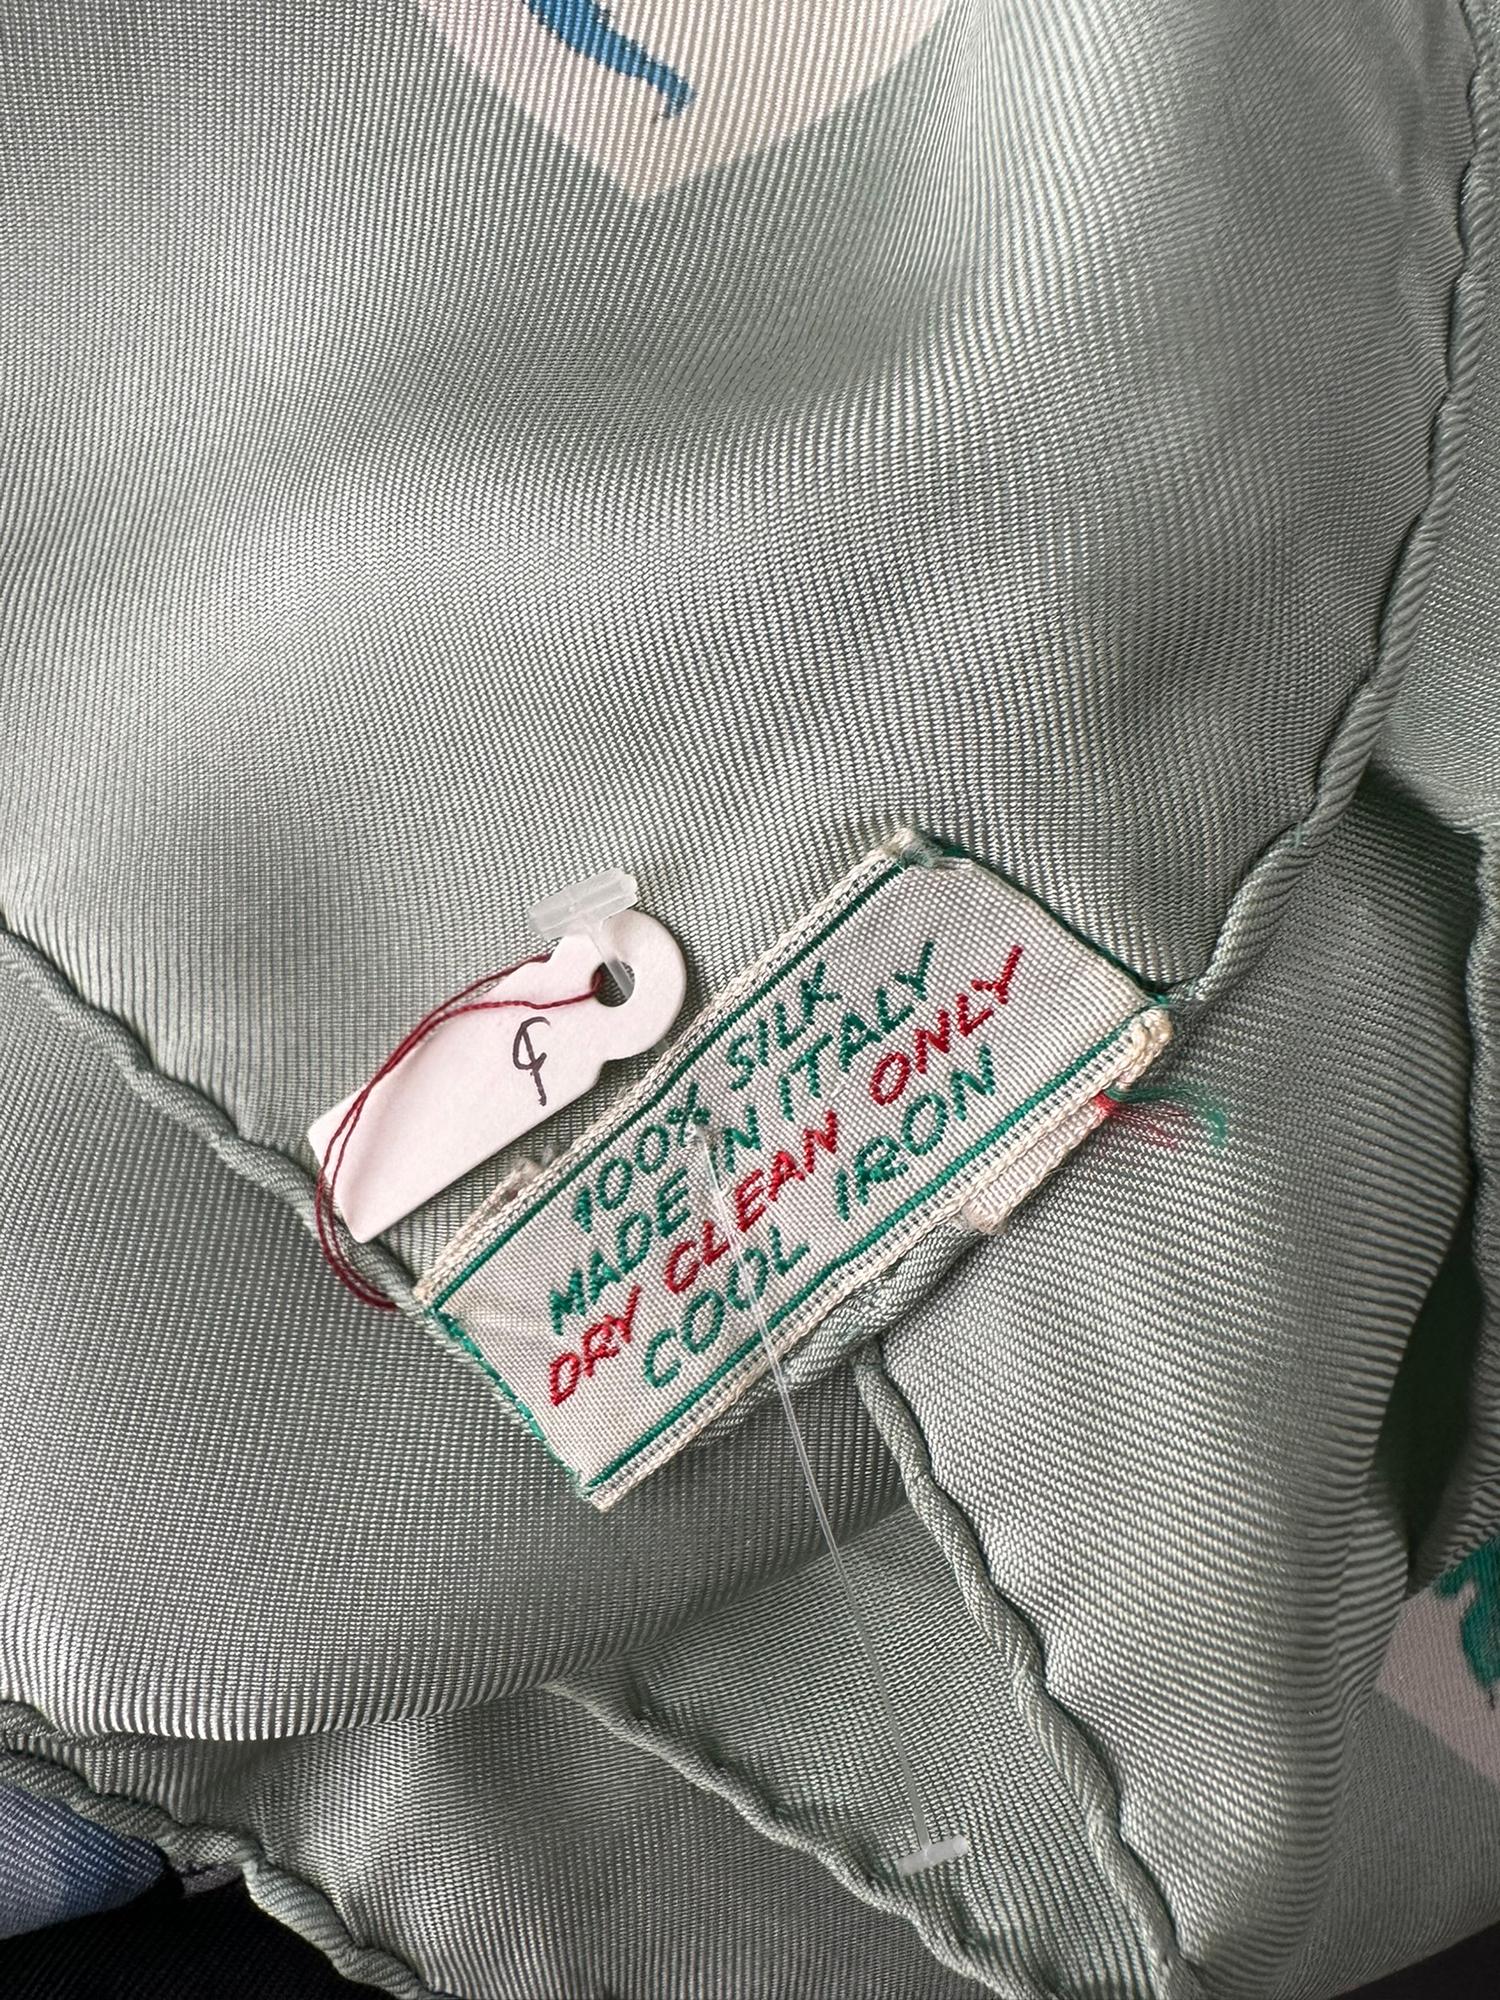 100% SILK
MADE IN ITALY
DRY CLEAN ONLY
COOL IRON